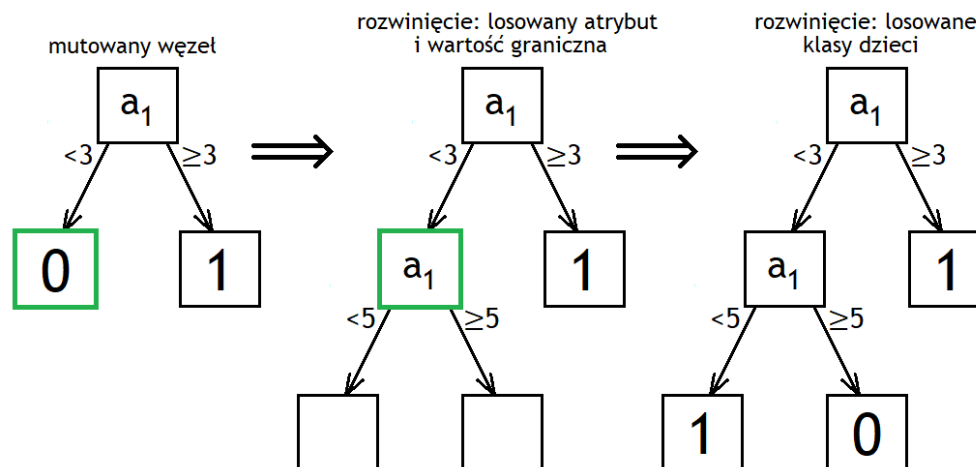 mutowany węzeł
a₁
<3
≥3
0
1
rozwinięcie: losowany atrybut
i wartość graniczna
a₁
<3
≥3
a₁
1
<5
≥5
rozwinięcie: losowane
klasy dzieci
a₁
<3
≥3
a₁
1
<5
≥5
1
0